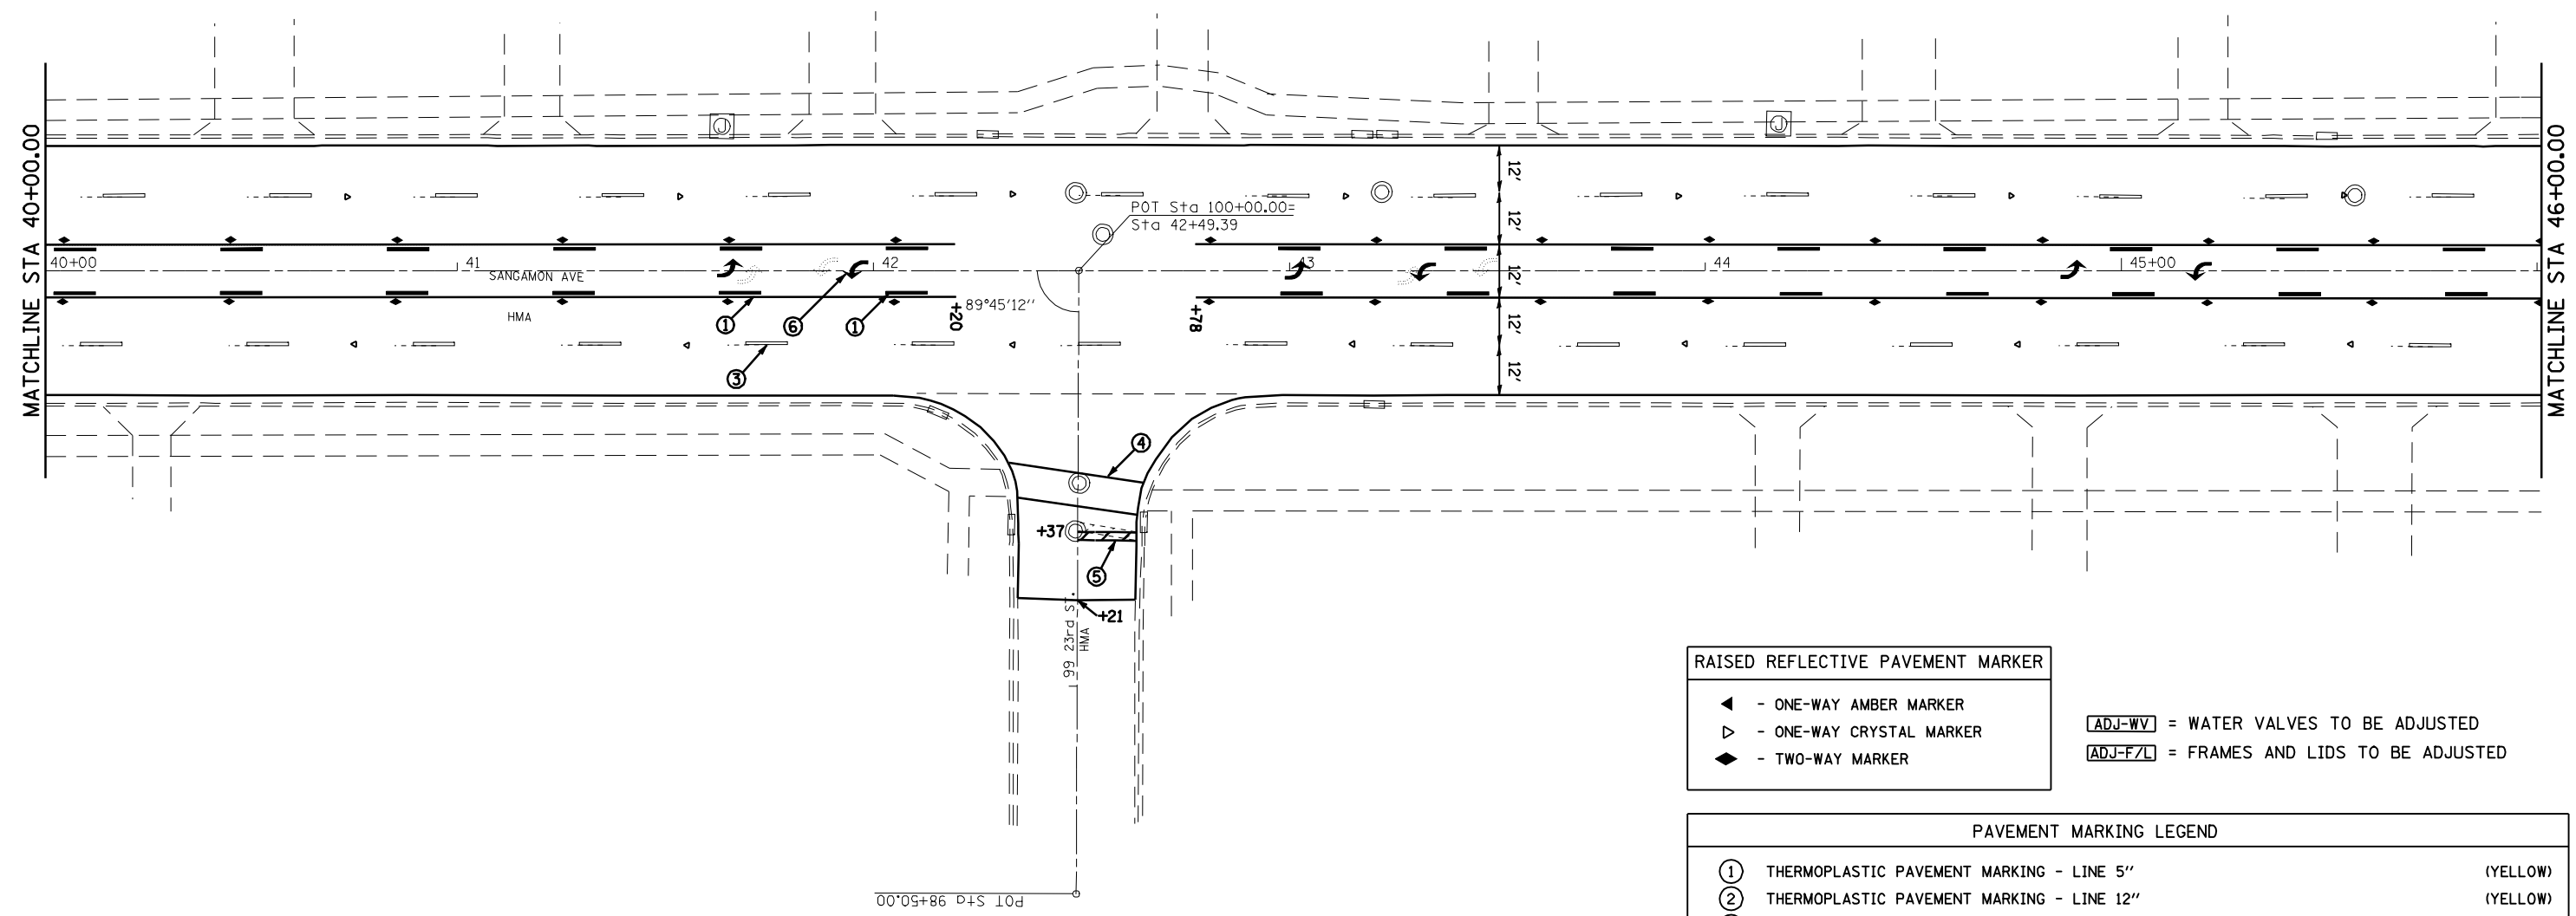 MATCHLINE STA 40+00.00
MATCHLINE STA 46+00.00
J
J
12'
12'
12'
12'
12'
POT Sta 100+00.00=
Sta 42+49.39
40+00
41
42
43
44
45+00
SANGAMON AVE
HMA
1
6
1
+20
89°45'12"
+78
3
4
+37
5
+21
99 23rd ST.
HMA
POT Sta 98+50.00
RAISED REFLECTIVE PAVEMENT MARKER
- ONE-WAY AMBER MARKER
- ONE-WAY CRYSTAL MARKER
- TWO-WAY MARKER
ADJ-WV = WATER VALVES TO BE ADJUSTED
ADJ-F/L = FRAMES AND LIDS TO BE ADJUSTED
PAVEMENT MARKING LEGEND
1 THERMOPLASTIC PAVEMENT MARKING - LINE 5" (YELLOW)
2 THERMOPLASTIC PAVEMENT MARKING - LINE 12" (YELLOW)